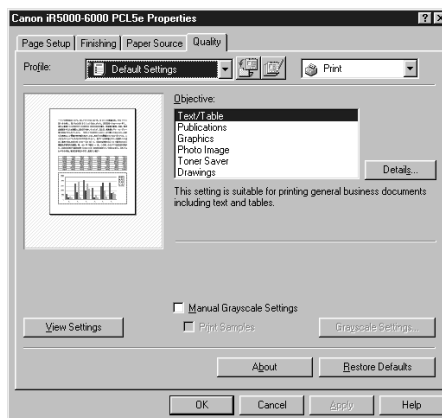 Canon iR5000-6000 PCL5e Properties
Page Setup Finishing Paper Source Quality
Profile: Default Settings Print
Objective:
Text/Table
Publications
Graphics
Photo Image
Toner Saver
Drawings
Details...
This setting is suitable for printing general business documents
including text and tables.
Manual Grayscale Settings
View Settings Print Samples Grayscale Settings...
About Restore Defaults
OK Cancel Apply Help